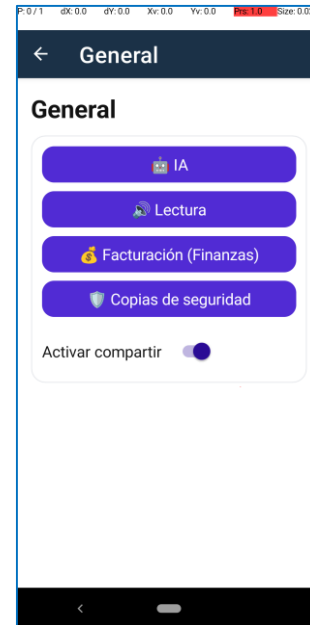 P: 0 / 1 dX: 0.0 dY: 0.0 Xv: 0.0 Yv: 0.0 Prs: 1.0 Size: 0.0
General
General
IA
Lectura
Facturación (Finanzas)
Copias de seguridad
Activar compartir